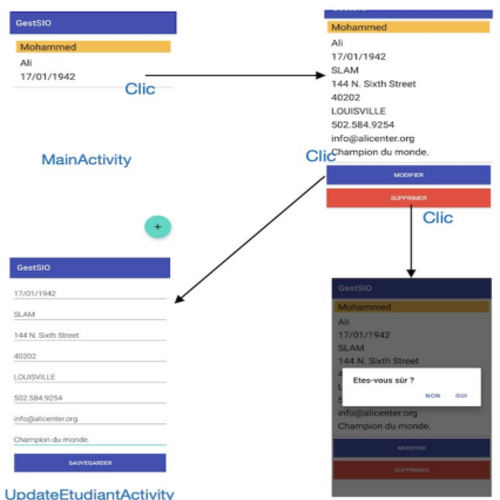 GestSIO
Mohammed
Ali
17/01/1942
Clic
MainActivity
+
Ali
17/01/1942
SLAM
144 N. Sixth Street
40202
LOUISVILLE
502.584.9254
info@alicenter.org
Champion du monde.
Clic
MODIFIER
SUPPRIMER
Clic
GestSIO
17/01/1942
SLAM
144 N. Sixth Street
40202
LOUISVILLE
502.584.9254
info@alicenter.org
Champion du monde.
SAUVEGARDER
UpdateEtudiantActivity
GestSIO
Mohammed
Ali
17/01/1942
SLAM
144 N. Sixth Street
Etes-vous sûr ?
NON OUI
info@alicenter.org
Champion du monde.
MODIFIER
SUPPRIMER